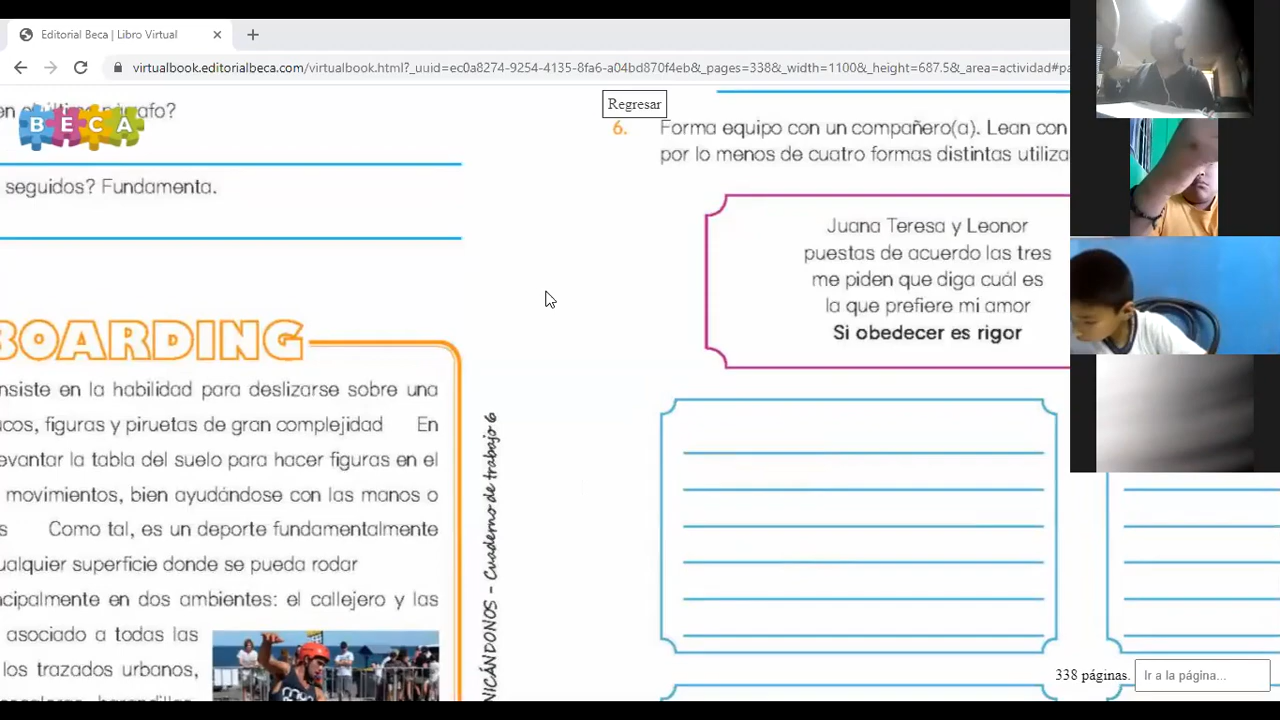 Editorial Beca | Libro Virtual
virtualbook.editorialbeca.com/virtualbook.html?_uuid=ec0a8274-9254-4135-8fa6-a04bd870f4eb&_pages=338&_width=1100&_height=687.5&_area=actividad#pa
BECA
seguidos? Fundamenta.
BOARDING
nsiste en la habilidad para deslizarse sobre una
ucos, figuras y piruetas de gran complejidad En
evantar la tabla del suelo para hacer figuras en el
movimientos, bien ayudándose con las manos o
s Como tal, es un deporte fundamentalmente
ualquier superficie donde se pueda rodar
ncipalmente en dos ambientes: el callejero y las
asociado a todas las
los trazados urbanos,
NICÁNDONOS - Cuaderno de trabajo 6
Regresar
6. Forma equipo con un compañero(a). Lean con
por lo menos de cuatro formas distintas utiliza
Juana Teresa y Leonor
puestas de acuerdo las tres
me piden que diga cuál es
la que prefiere mi amor
Si obedecer es rigor
338 páginas.
Ir a la página...